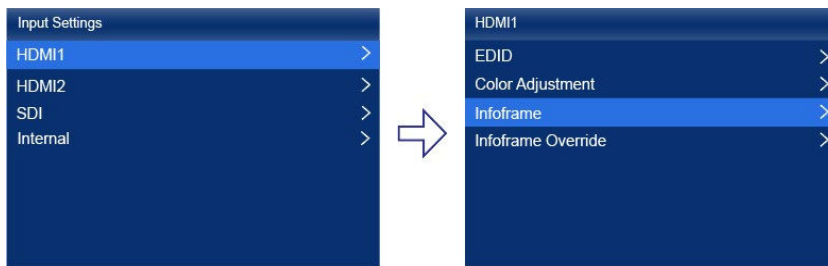 Input Settings
HDMI1
HDMI2
SDI
Internal
HDMI1
EDID
Color Adjustment
Infoframe
Infoframe Override